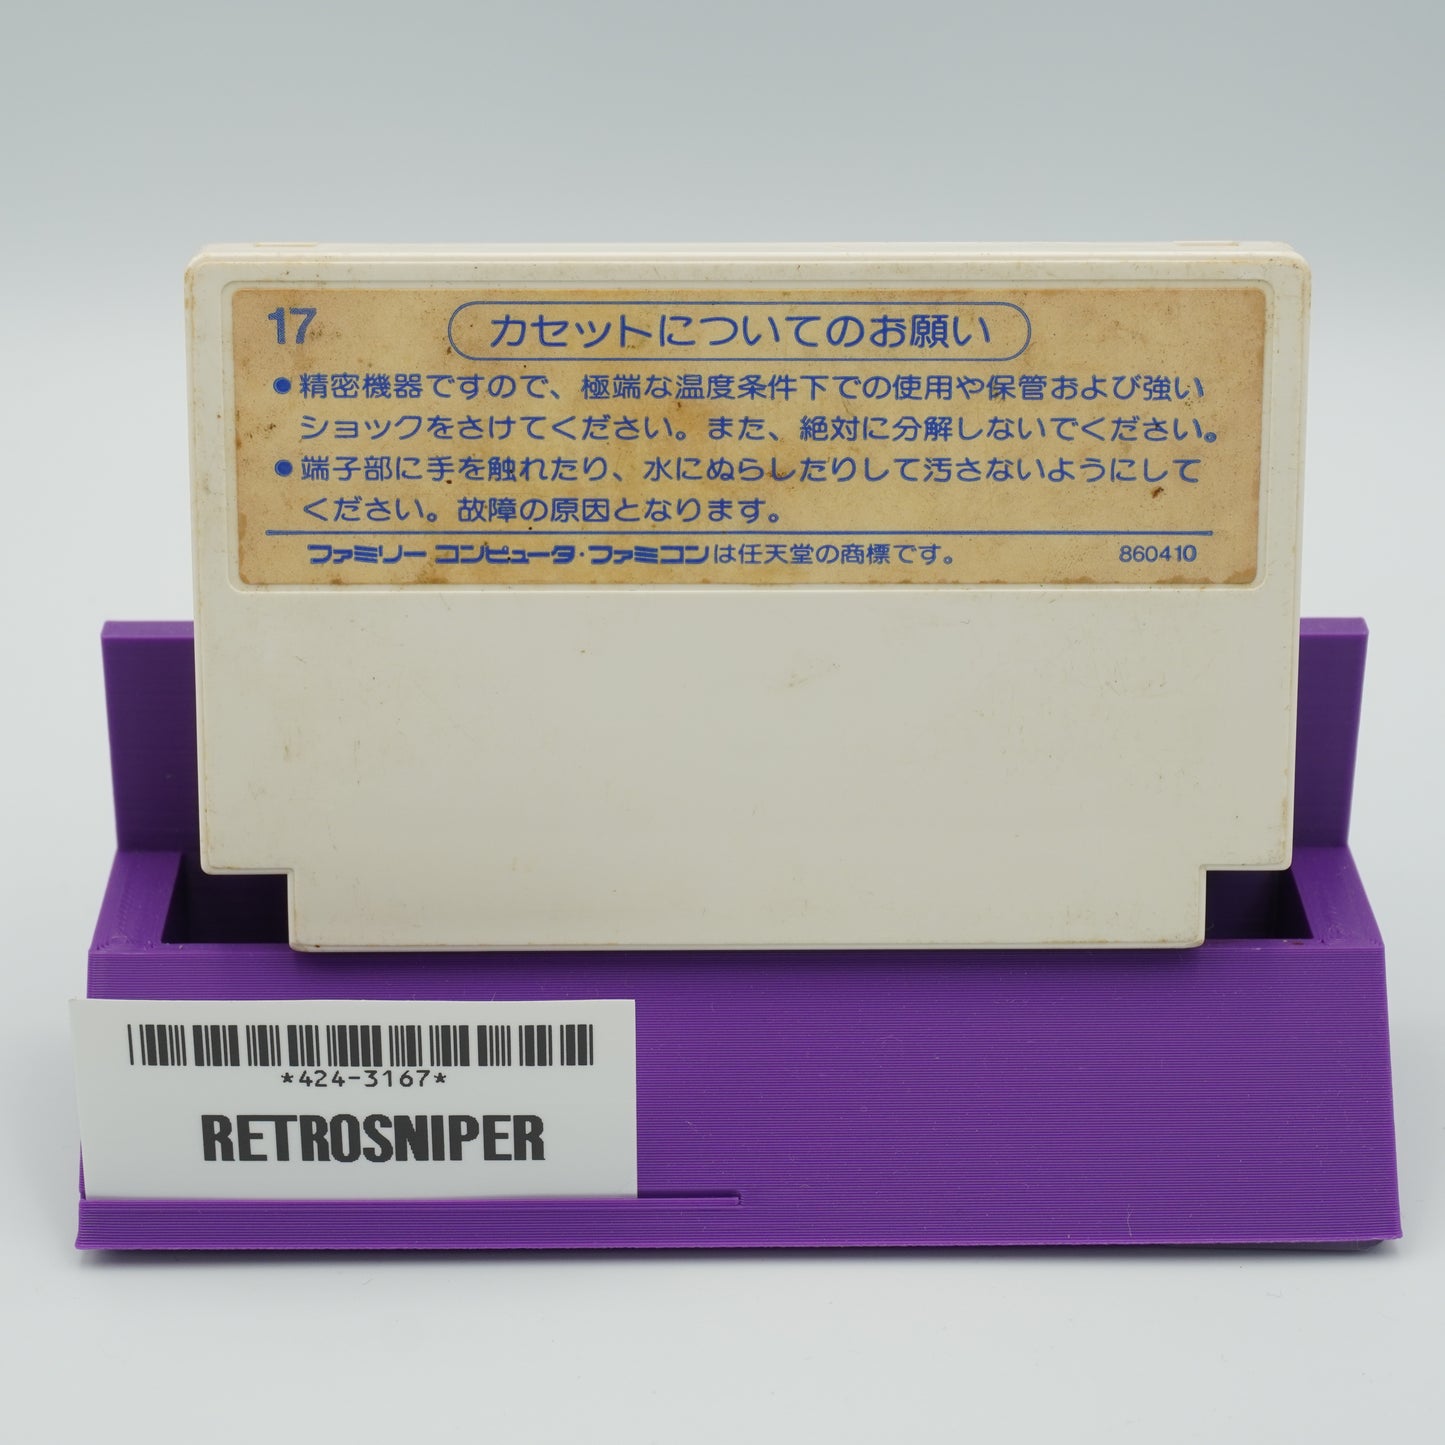 17
カセットについてのお願い
●精密機器ですので、極端な温度条件下での使用や保管および強い
ショックをさけてください。また、絶対に分解しないでください。
●端子部に手を触れたり、水にぬらしたりして汚さないようにして
ください。故障の原因となります。
ファミリー コンピュータ・ファミコンは任天堂の商標です。 860410
*424-3167*
RETROSNIPER